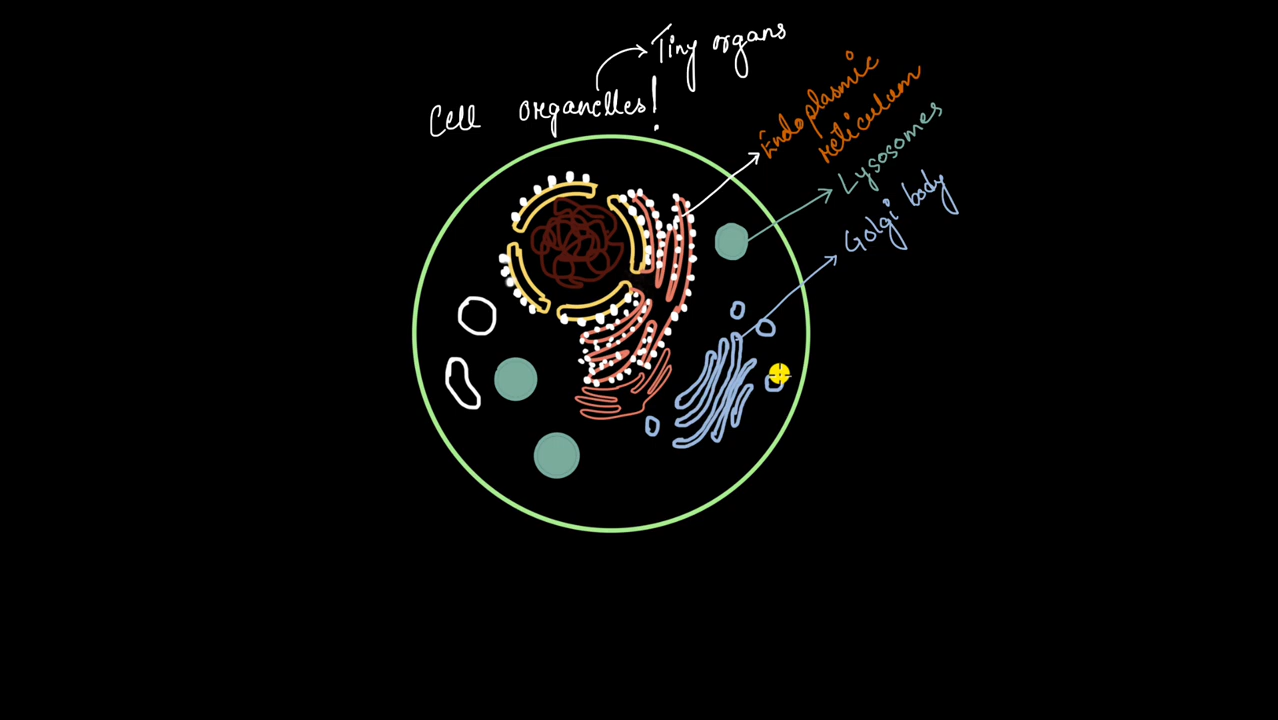 Tiny organs
Cell organelles!
Endoplasmic
reticulum
Lysosomes
Golgi body